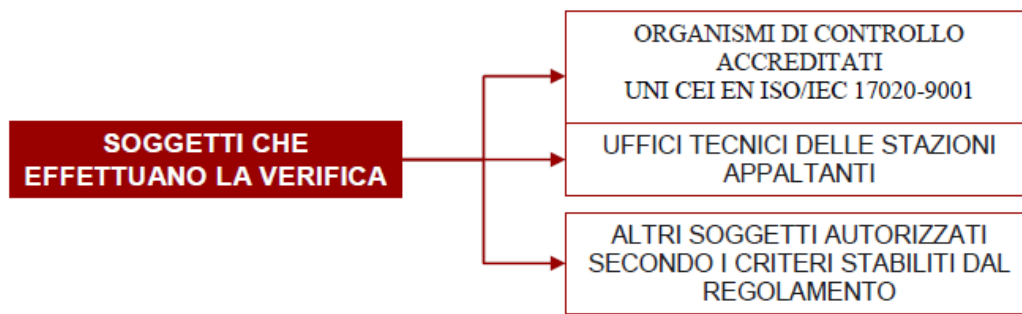 SOGGETTI CHE
EFFETTUANO LA VERIFICA
ORGANISMI DI CONTROLLO
ACCREDITATI
UNI CEI EN ISO/IEC 17020-9001
UFFICI TECNICI DELLE STAZIONI
APPALTANTI
ALTRI SOGGETTI AUTORIZZATI
SECONDO I CRITERI STABILITI DAL
REGOLAMENTO